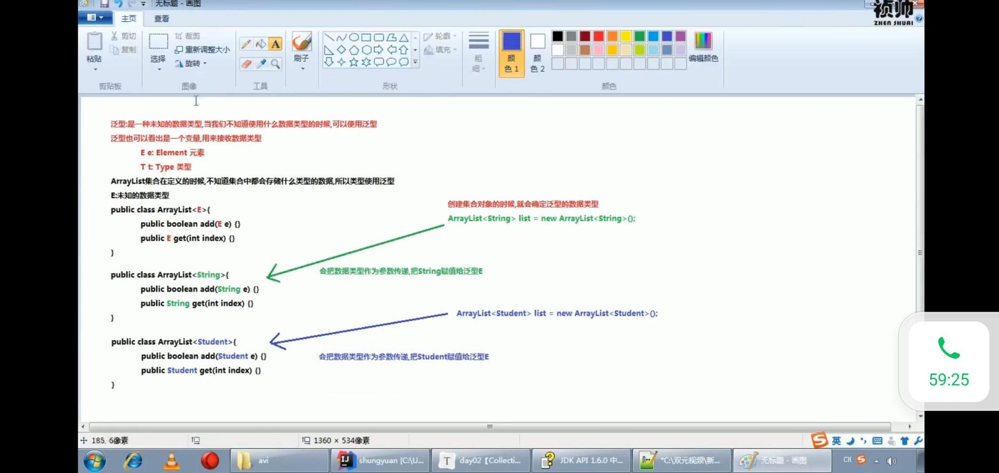 无标题 - 画图
祯帅
ZHEN SHUAI
主页 查看
粘贴
剪切
复制
剪贴板
选择
裁剪
重新调整大小
旋转
图像
A
工具
刷子
形状
轮廓
填充
粗细
颜色 1
颜色 2
编辑颜色
颜色
泛型:是一种未知的数据类型,当我们不知道使用什么数据类型的时候,可以使用泛型
泛型也可以看出是一个变量,用来接收数据类型
E e: Element 元素
T t: Type 类型
ArrayList集合在定义的时候,不知道集合中都会存储什么类型的数据,所以类型使用泛型
E:未知的数据类型
public class ArrayList<E>{
public boolean add(E e) {}
public E get(int index) {}
}
创建集合对象的时候,就会确定泛型的数据类型
ArrayList<String> list = new ArrayList<String>();
会把数据类型作为参数传递,把String赋值给泛型E
public class ArrayList<String>{
public boolean add(String e) {}
public String get(int index) {}
}
ArrayList<Student> list = new ArrayList<Student>();
public class ArrayList<Student>{
public boolean add(Student e) {}
会把数据类型作为参数传递,把Student赋值给泛型E
public Student get(int index) {}
}
59:25
185, 6像素
1360 × 534像素
英
avi
shungyuan [C:\U...
day02【Collecti...
JDK API 1.6.0 中...
*C:\双元视频\新...
无标题 - 画图
CH